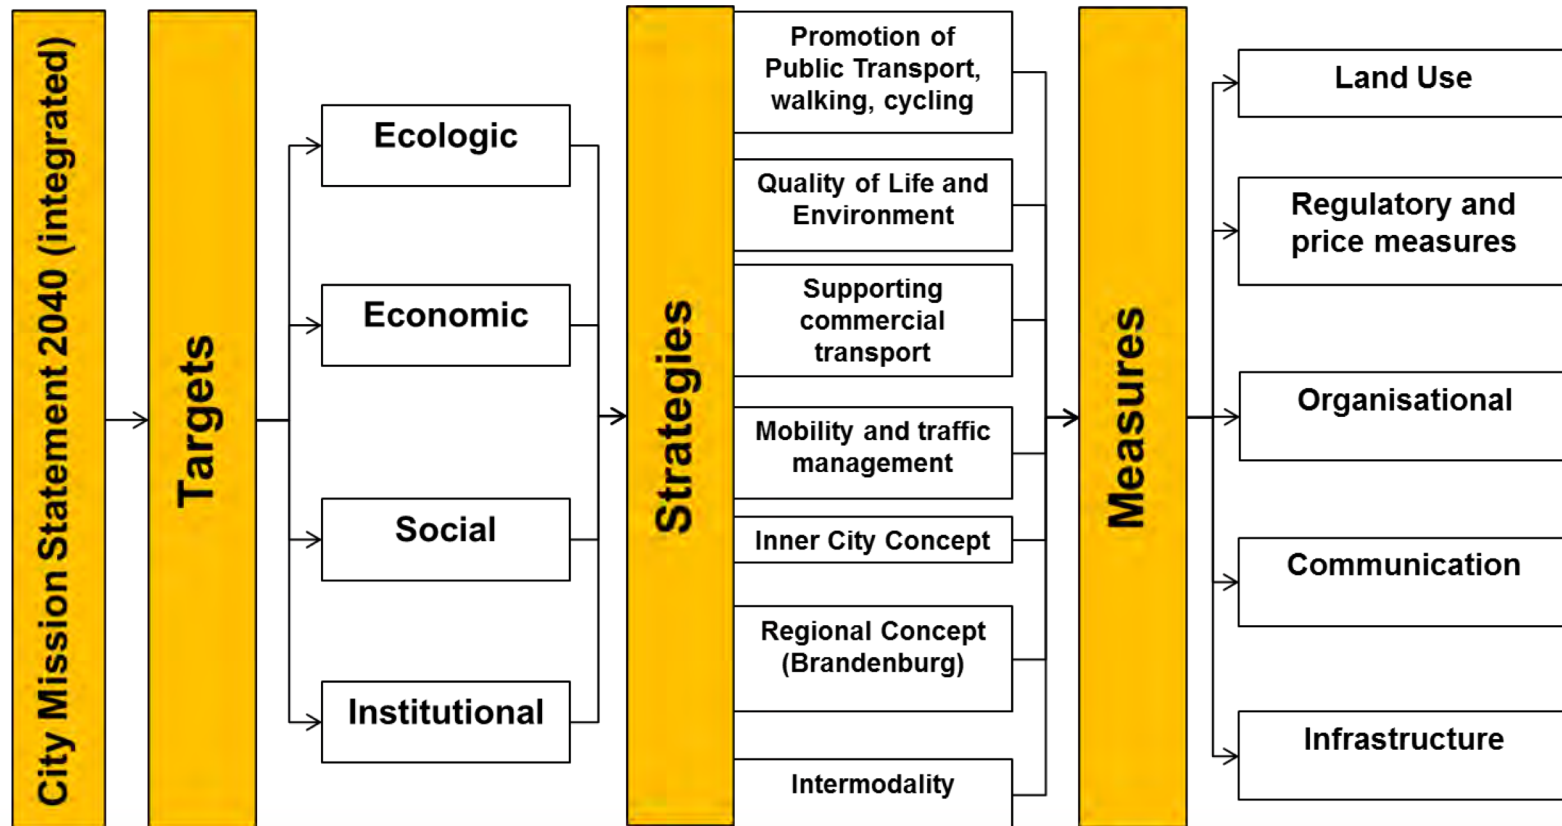 City Mission Statement 2040 (integrated)
Targets
Ecologic
Economic
Social
Institutional
Strategies
Promotion of
Public Transport,
walking, cycling
Quality of Life and
Environment
Supporting
commercial
transport
Mobility and traffic
management
Inner City Concept
Regional Concept
(Brandenburg)
Intermodality
Measures
Land Use
Regulatory and
price measures
Organisational
Communication
Infrastructure